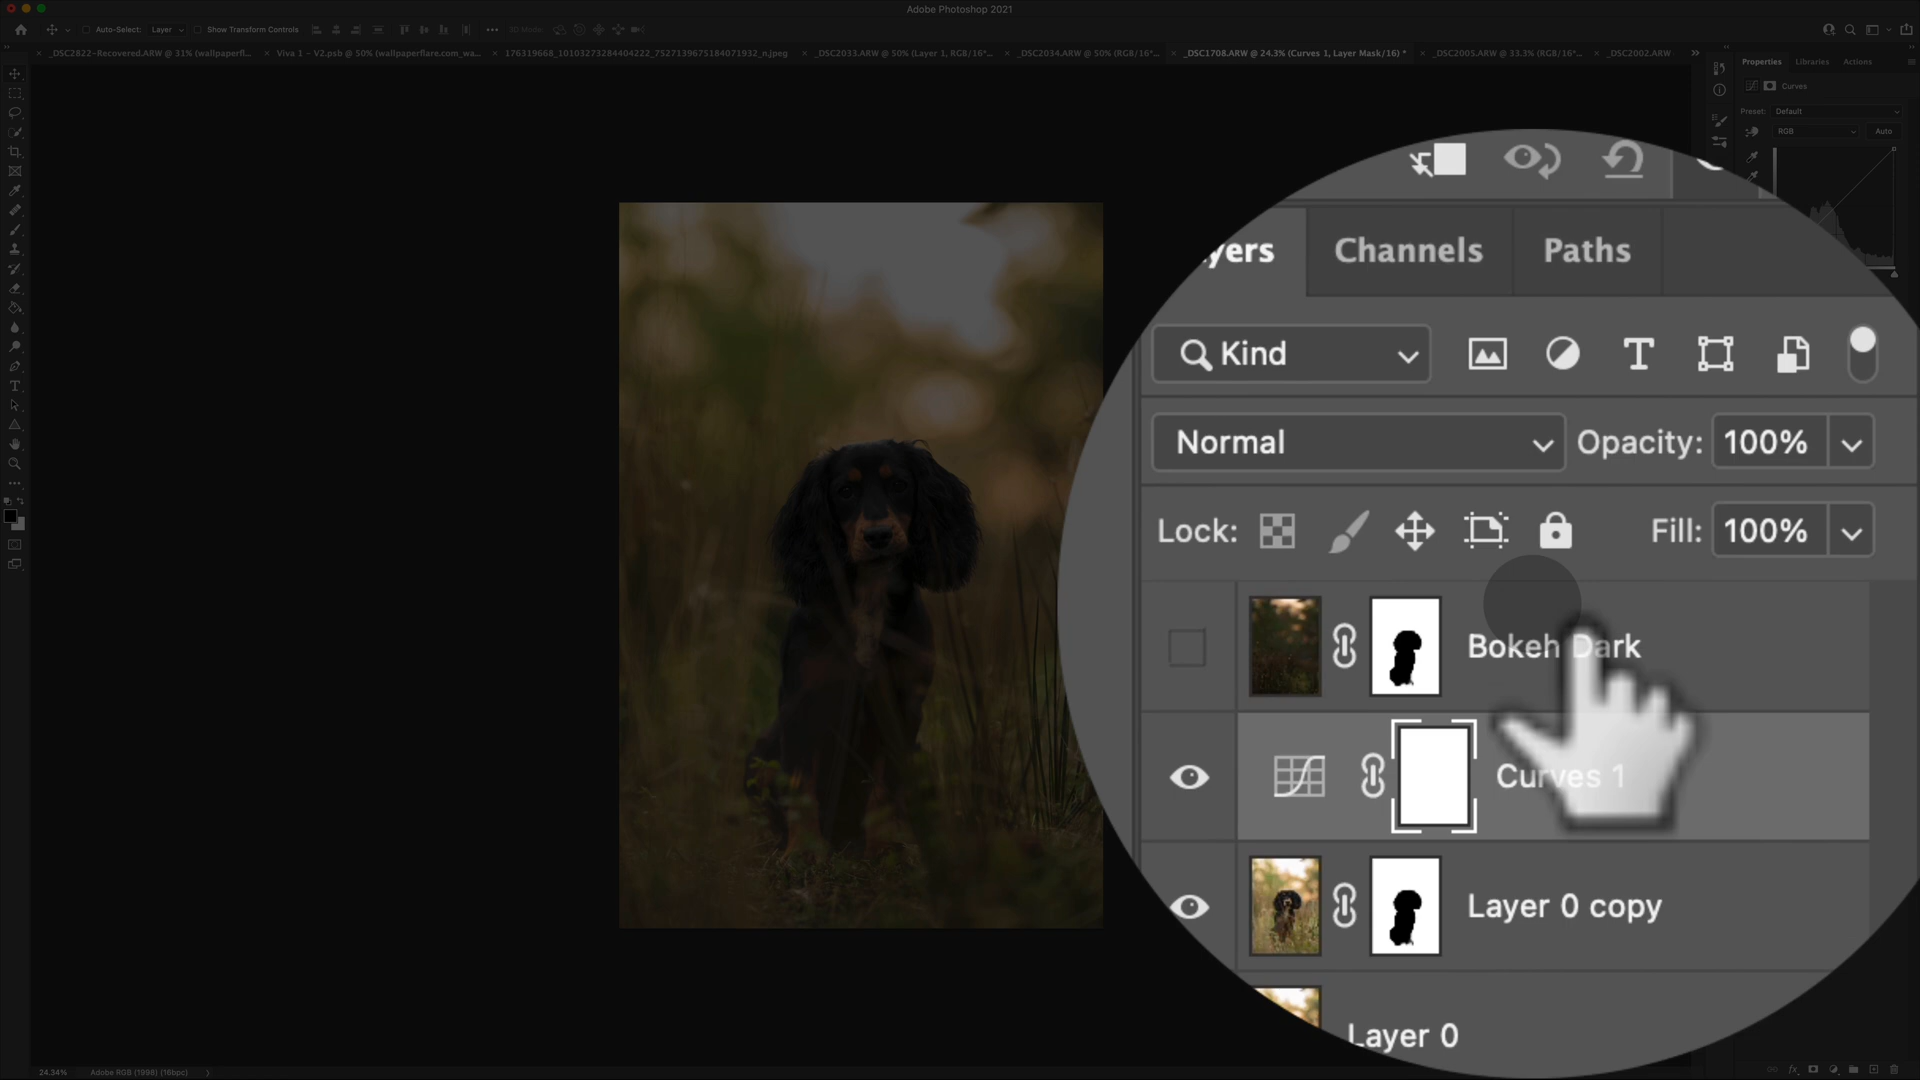 Adobe Photoshop 2021
Auto-Select: Layer Show Transform Controls 3D Mode:
_DSC2822-Recovered.ARW @ 31% (wallpaperfl...
Viva 1 – V2.psb @ 50% (wallpaperflare.com_wa...
176319668_10103273284404222_7527139675184071932_n.jpeg
_DSC2033.ARW @ 50% (Layer 1, RGB/16*...
_DSC2034.ARW @ 50% (RGB/16*...
_DSC1708.ARW @ 24.3% (Curves 1, Layer Mask/16) *
_DSC2005.ARW @ 33.3% (RGB/16*...
_DSC2002.ARW
Properties Libraries Actions
Curves
Preset: Default
RGB Auto
yers Channels Paths
Kind
Normal Opacity: 100%
Lock: Fill: 100%
Bokeh Dark
Curves 1
Layer 0 copy
Layer 0
24.34% Adobe RGB (1998) (16bpc)
fx